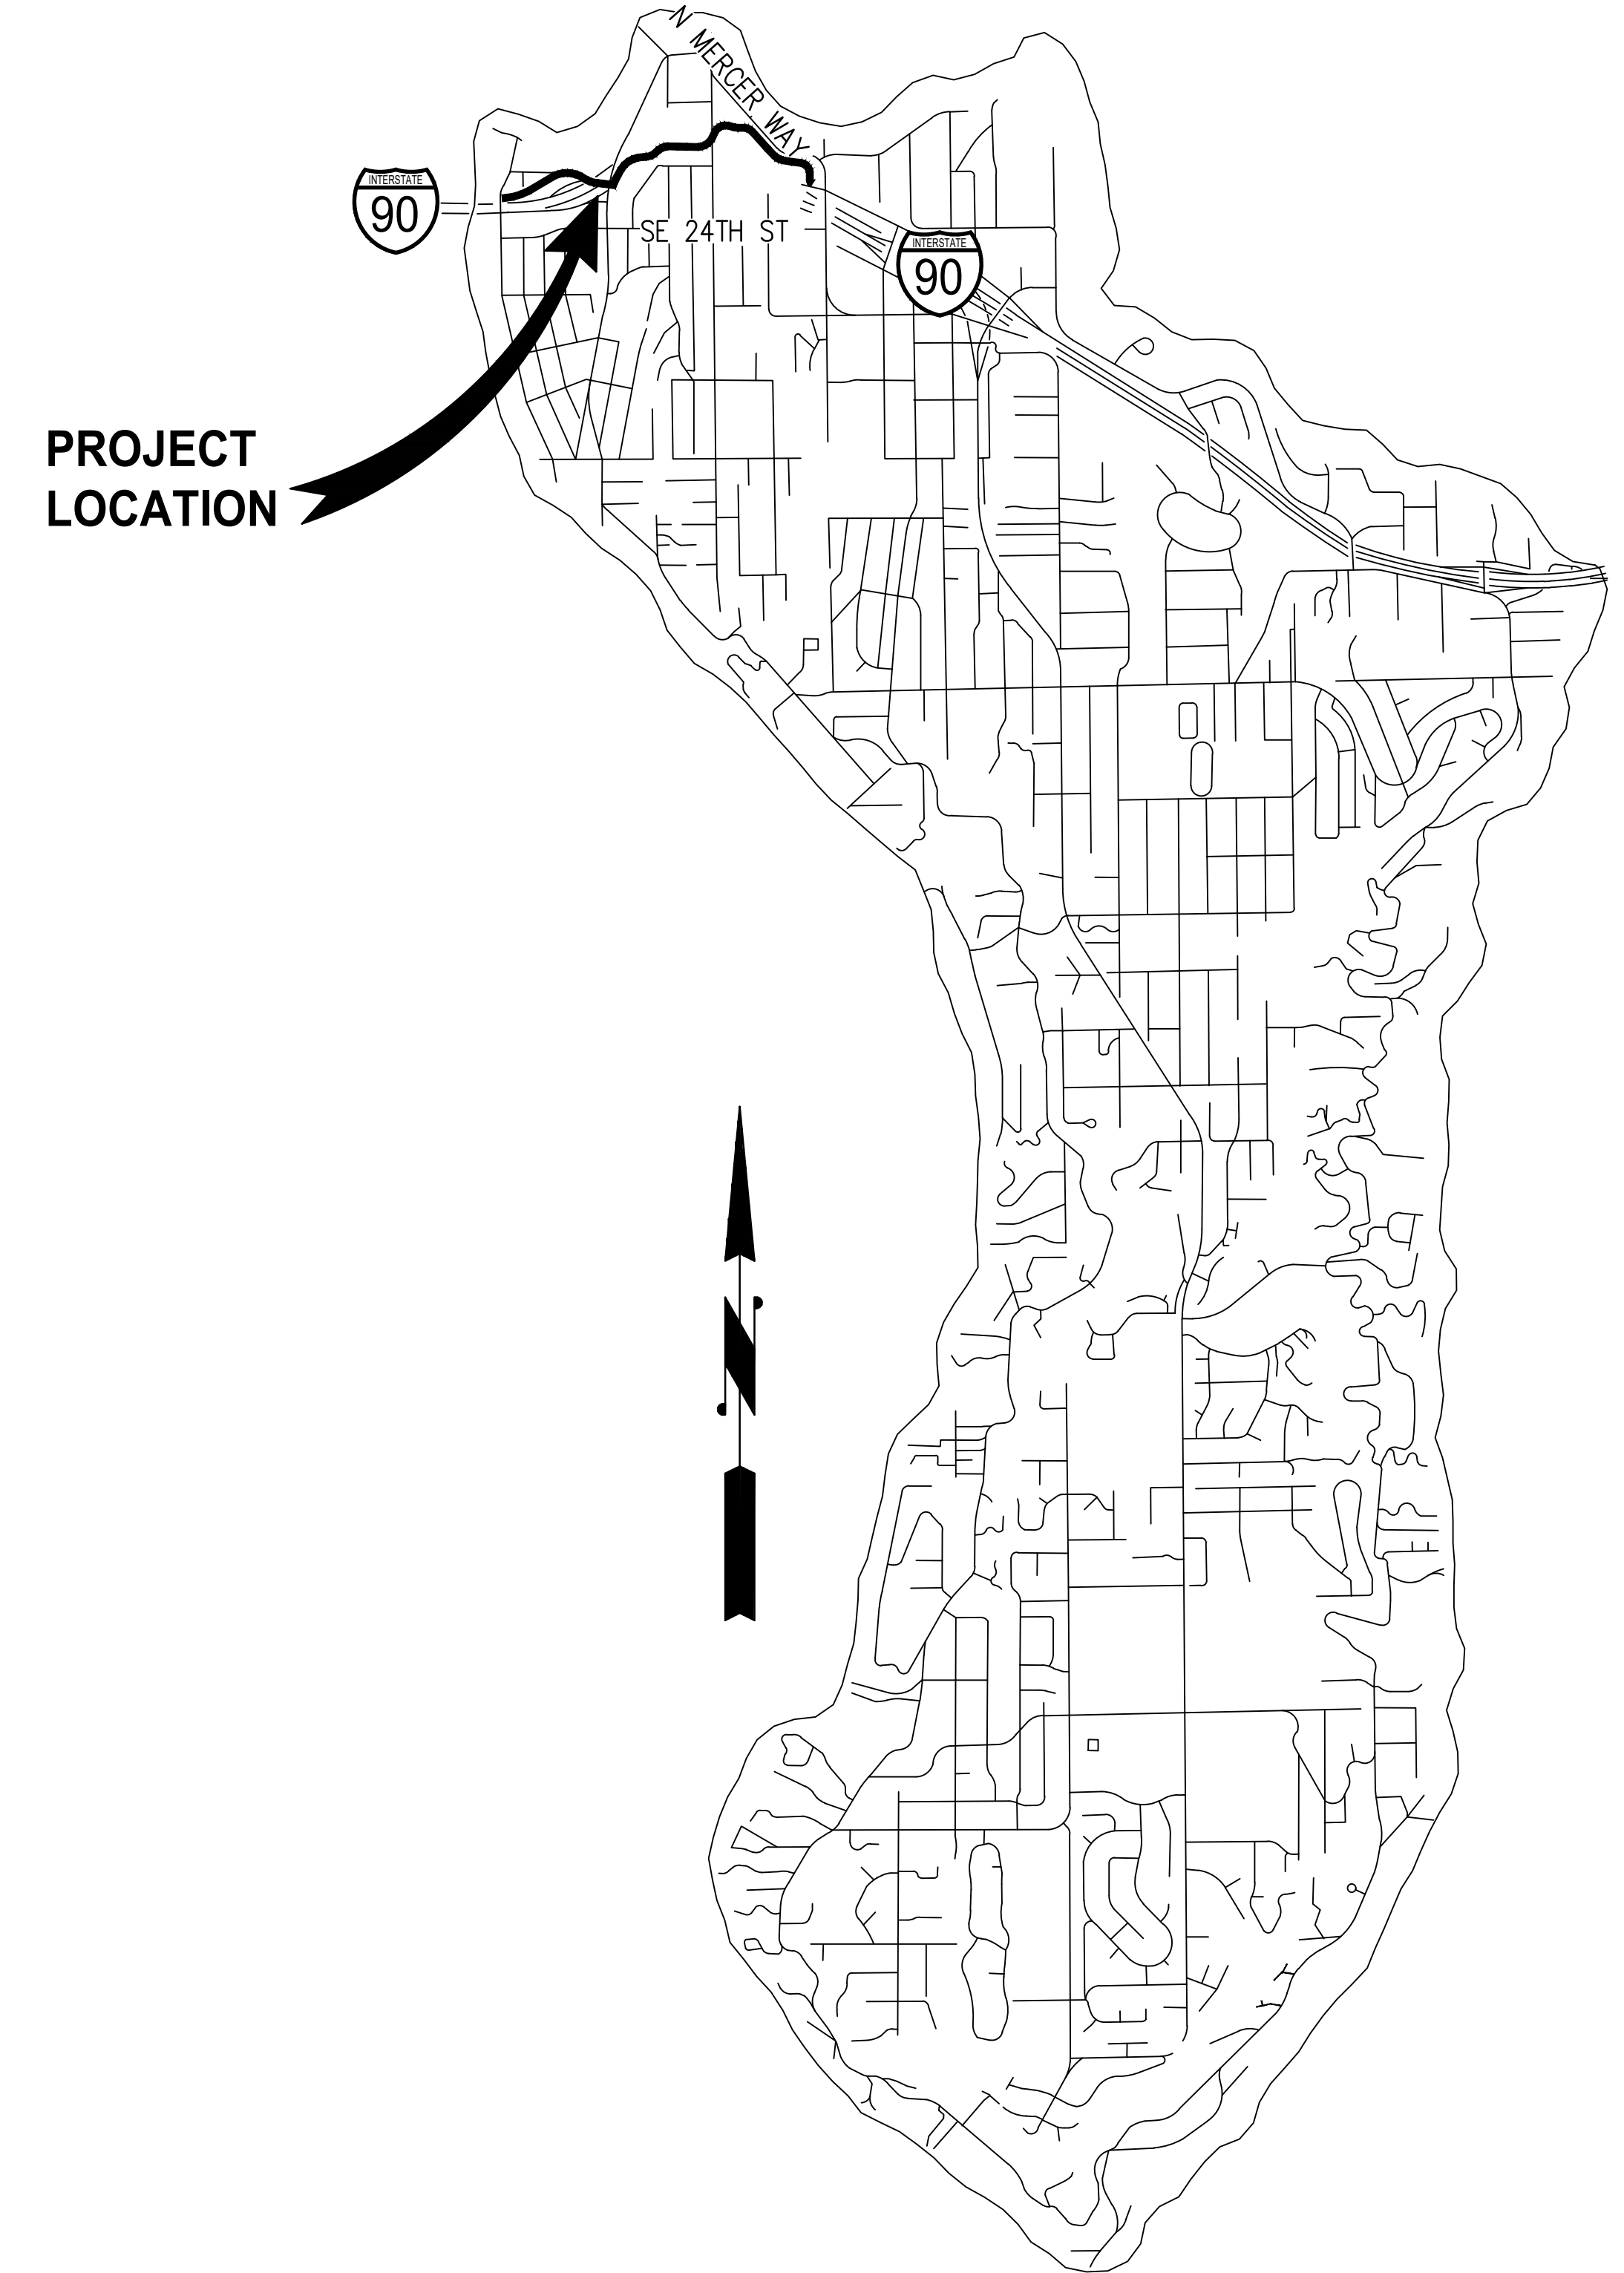 N MERCER WAY
INTERSTATE
90
SE 24TH ST
INTERSTATE
90
PROJECT
LOCATION
N